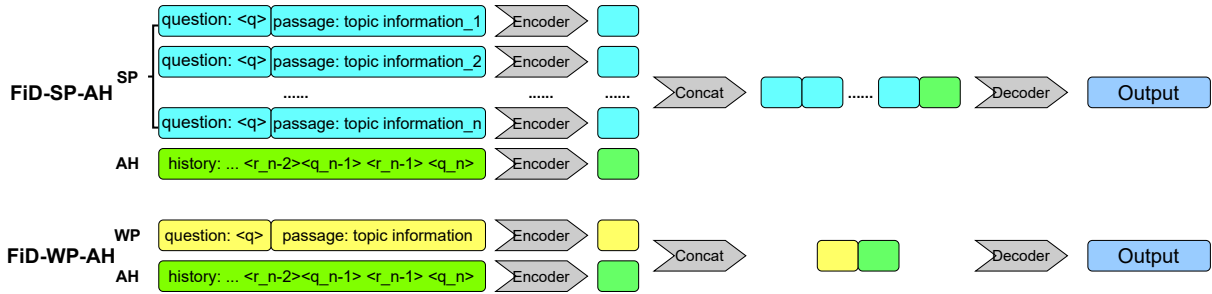 question: <q> passage: topic information_1 Encoder
SP question: <q> passage: topic information_2 Encoder
FiD-SP-AH ...... ...... ...... Concat ...... Decoder Output
question: <q> passage: topic information_n Encoder
AH history: ... <r_n-2><q_n-1> <r_n-1> <q_n> Encoder
WP question: <q> passage: topic information Encoder
FiD-WP-AH Concat Decoder Output
AH history: ... <r_n-2><q_n-1> <r_n-1> <q_n> Encoder